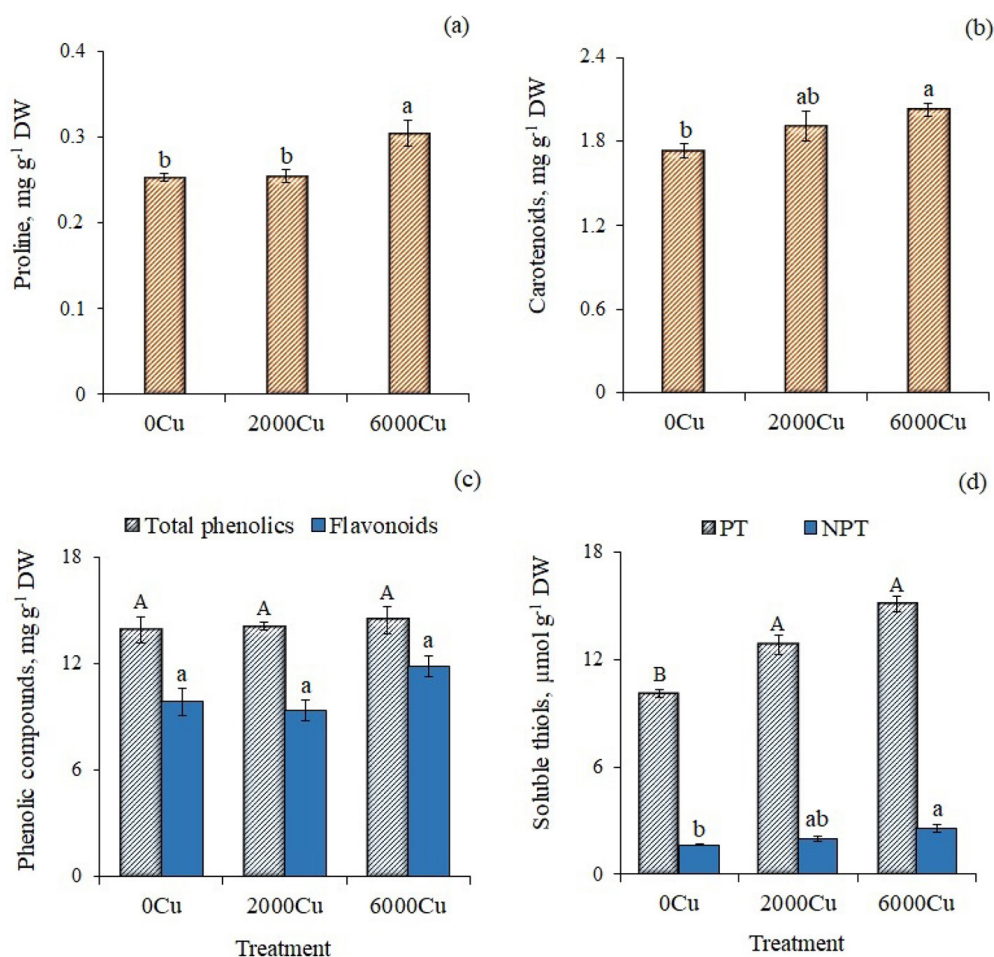 (a)
Proline, mg g-1 DW
0.4
0.3
0.2
0.1
0
b
b
a
0Cu
2000Cu
6000Cu
(b)
Carotenoids, mg g-1 DW
2.4
1.8
1.2
0.6
0
b
ab
a
0Cu
2000Cu
6000Cu
(c)
Total phenolics
Flavonoids
Phenolic compounds, mg g-1 DW
18
12
6
0
A
a
A
a
A
a
0Cu
2000Cu
6000Cu
Treatment
(d)
PT
NPT
Soluble thiols, µmol g-1 DW
18
12
6
0
B
b
A
ab
A
a
0Cu
2000Cu
6000Cu
Treatment